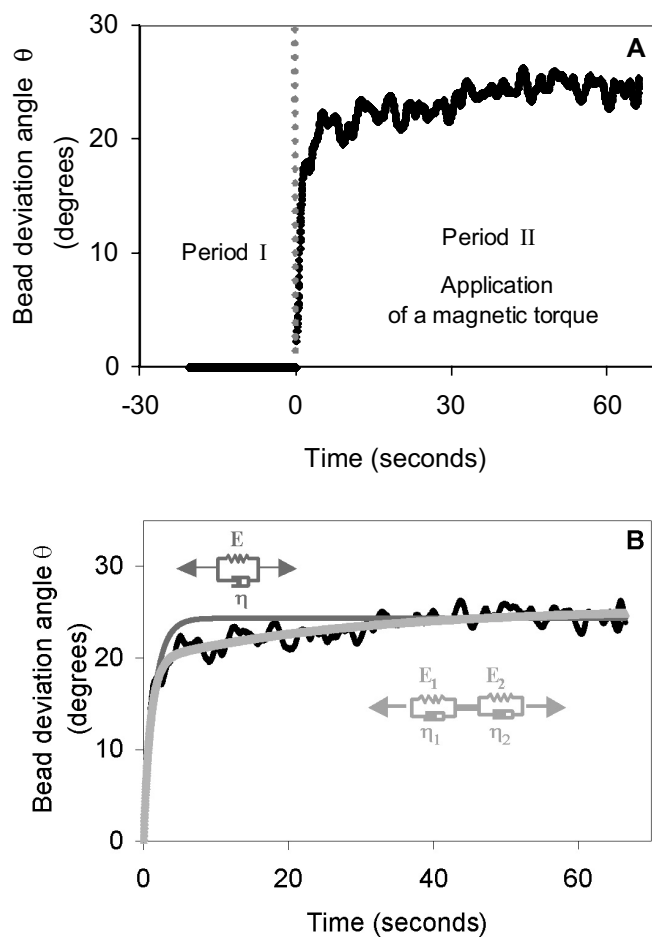 A
30
20
10
0
Bead deviation angle θ
(degrees)
Period I
Period II
Application
of a magnetic torque
-30
0
30
60
Time (seconds)
B
30
20
10
0
Bead deviation angle θ
(degrees)
E
η
E1 E2
η1 η2
0
20
40
60
Time (seconds)